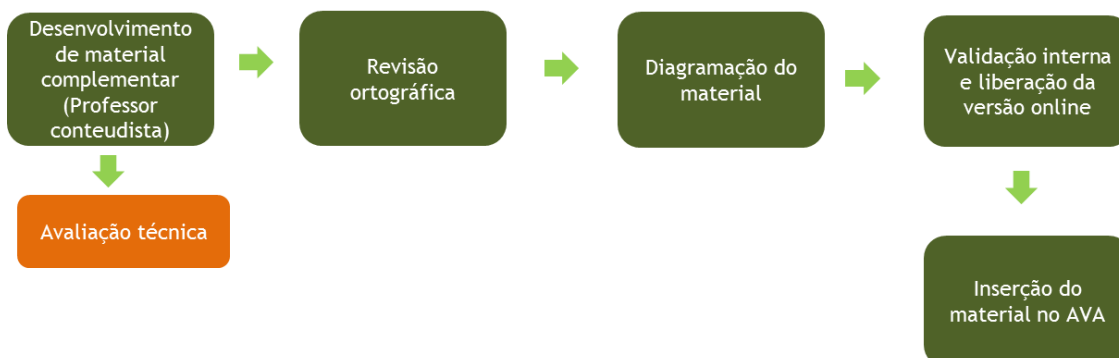 Desenvolvimento
de material
complementar
(Professor
conteudista)
Revisão
ortográfica
Diagramação do
material
Validação interna
e liberação da
versão online
Avaliação técnica
Inserção do
material no AVA